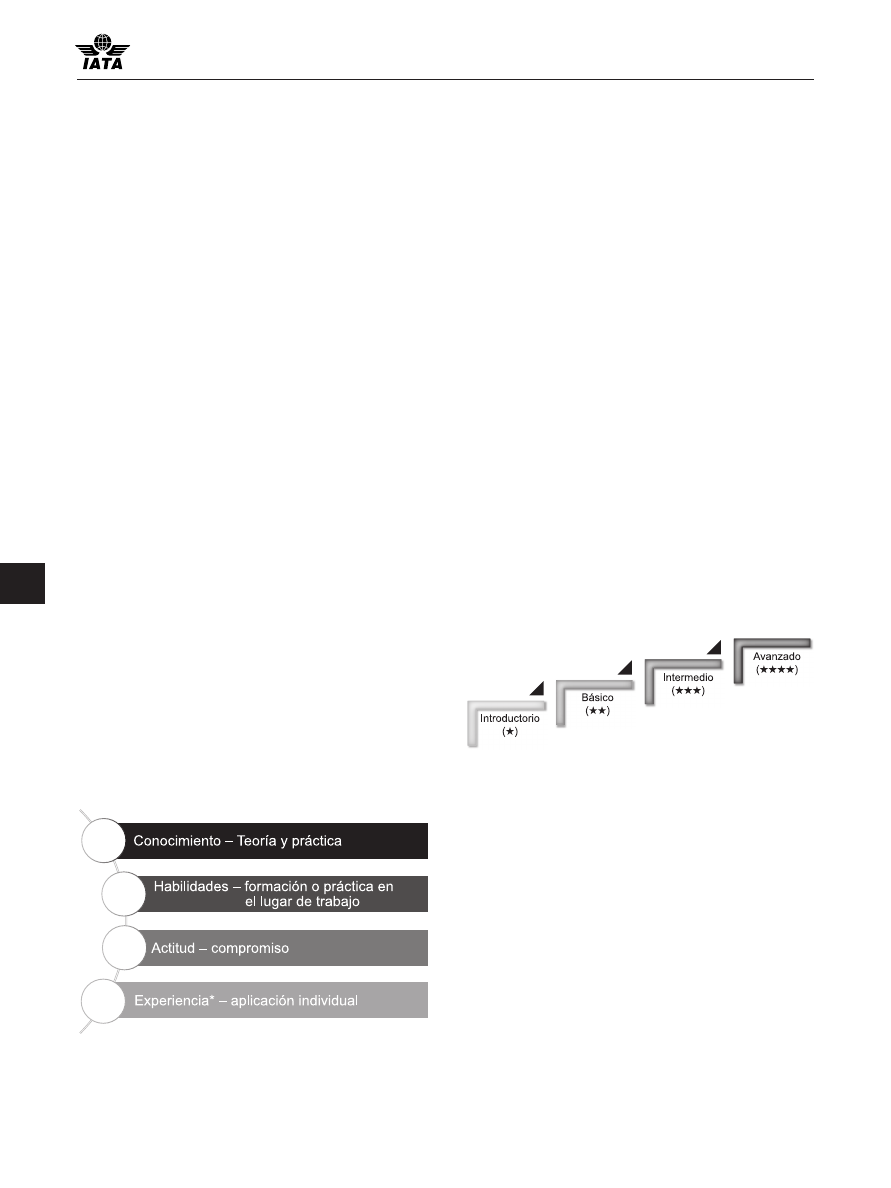 IATA
Avanzado
(★★★★)
Intermedio
(★★★)
Básico
(★★)
Introductorio
(★)
Conocimiento – Teoría y práctica
Habilidades – formación o práctica en
el lugar de trabajo
Actitud – compromiso
Experiencia* – aplicación individual